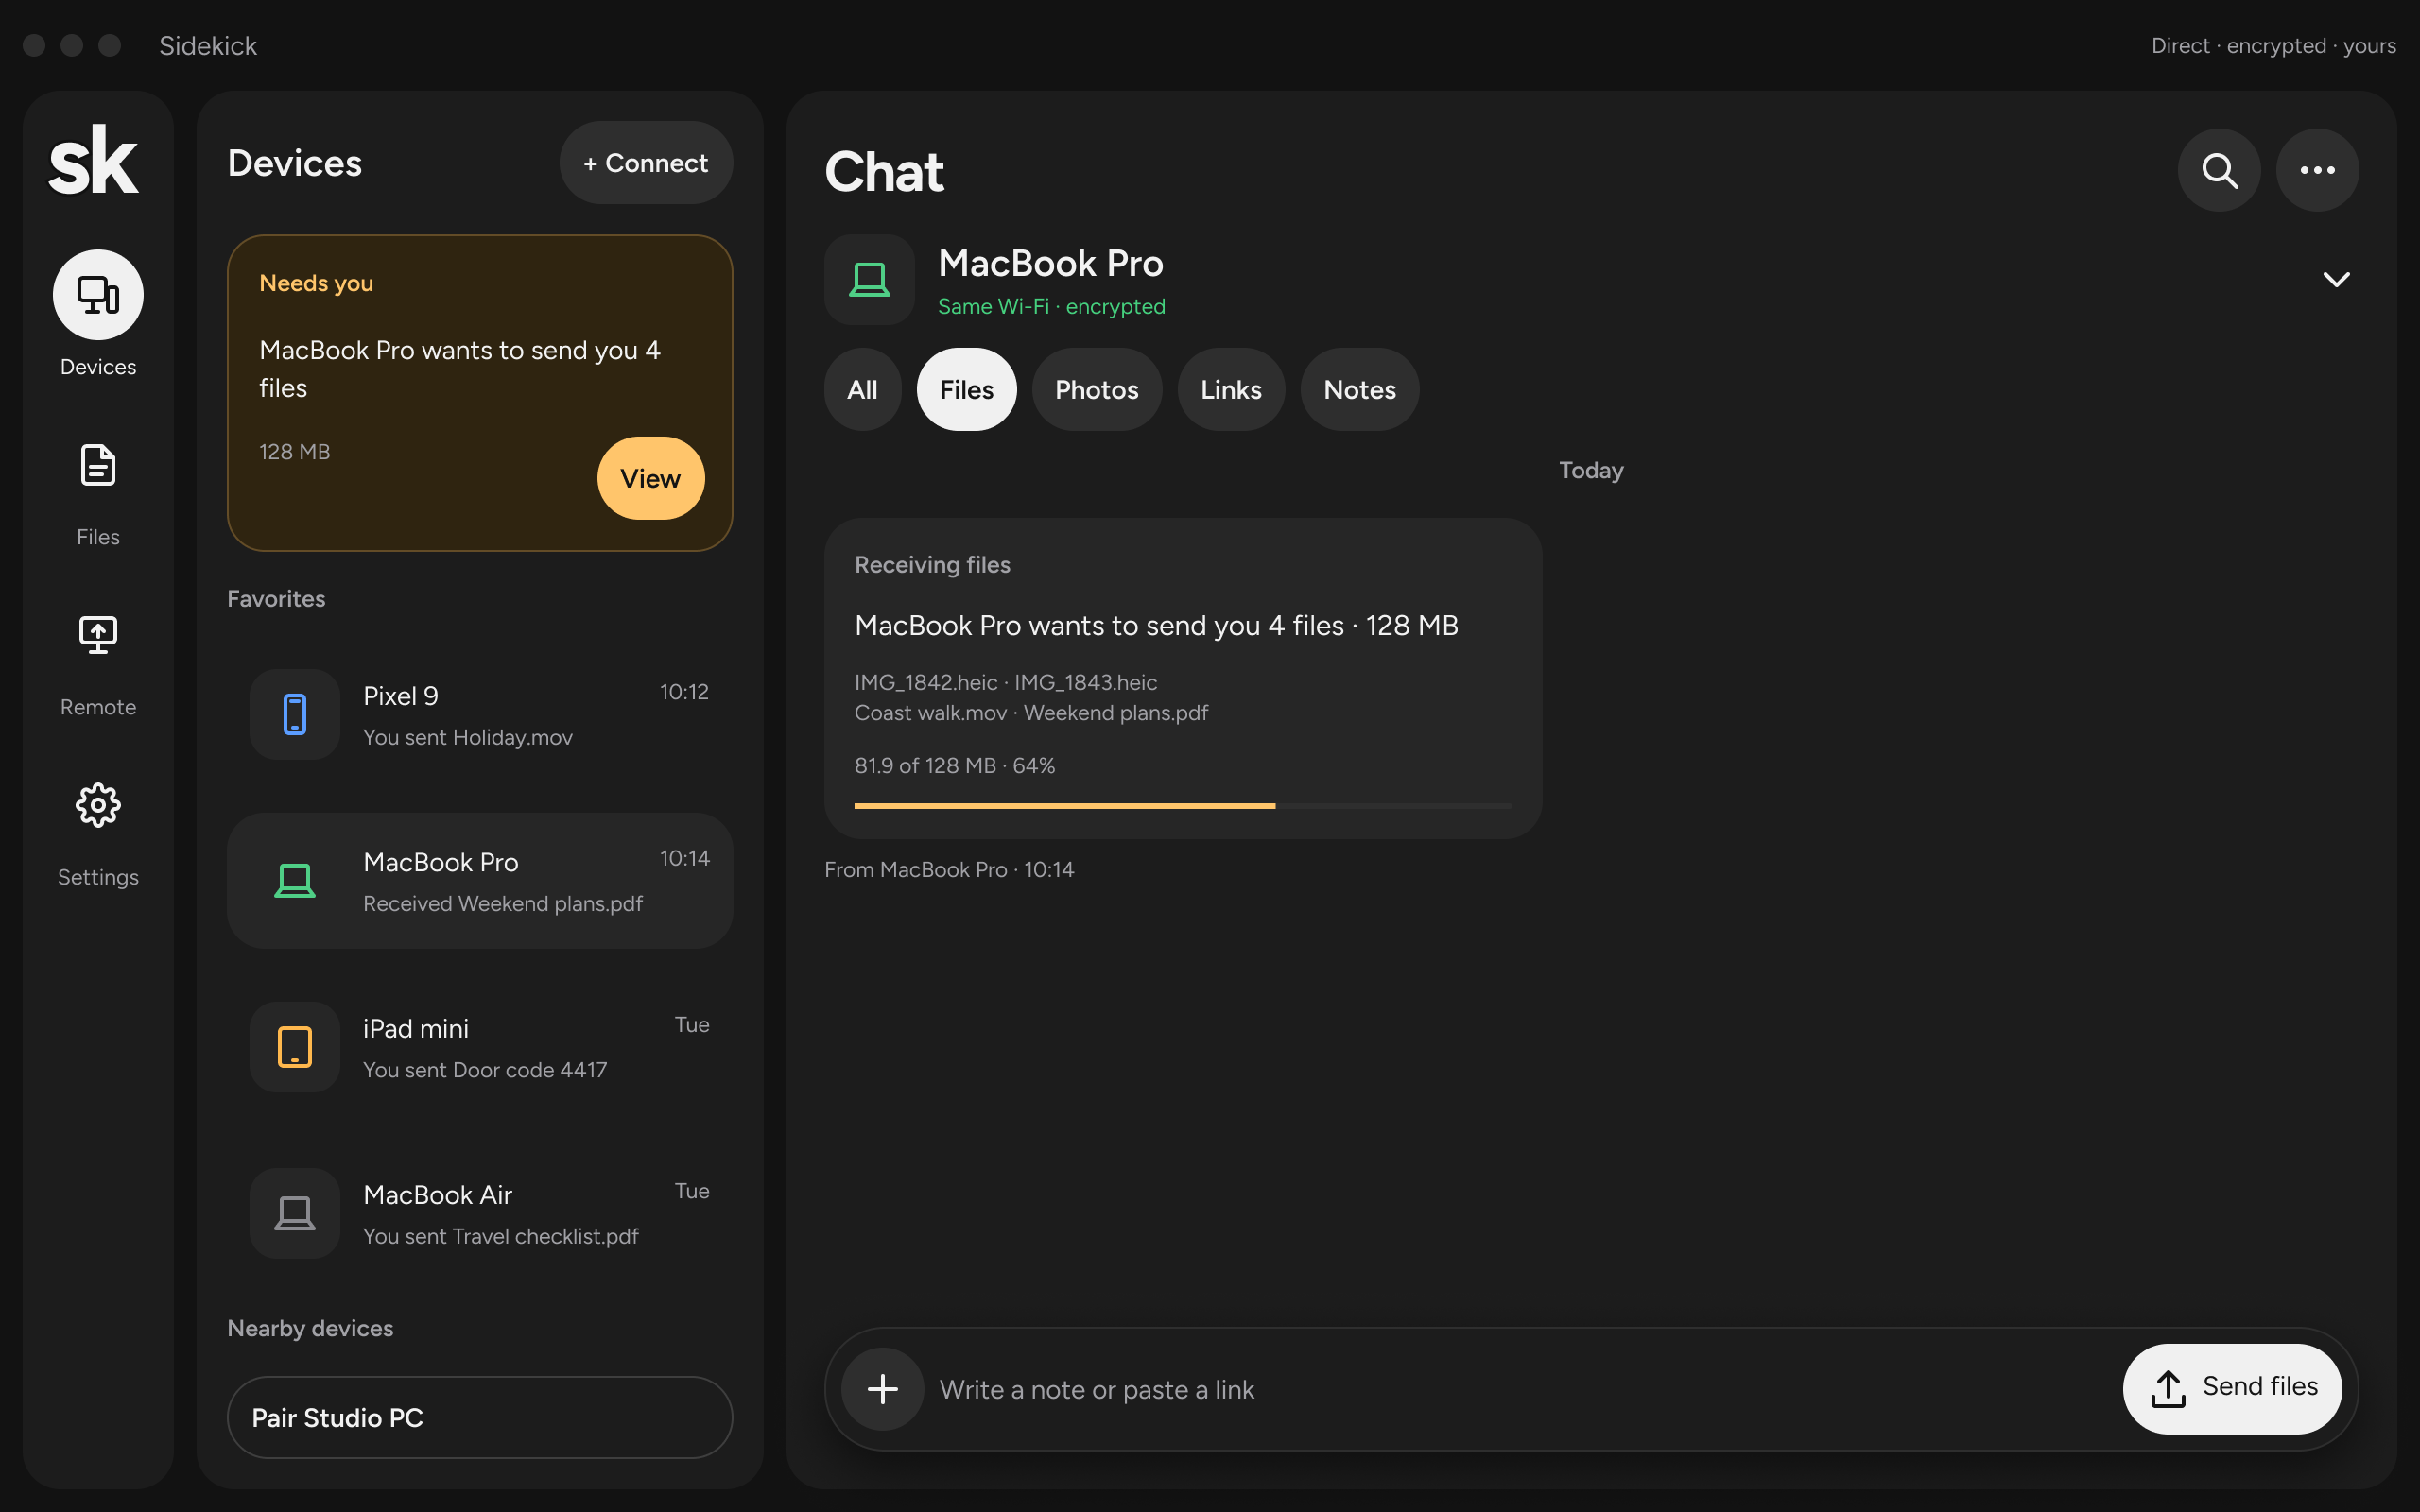 Sidekick
Direct · encrypted · yours
sk
Devices
Files
Remote
Settings
Devices
+ Connect
Needs you
MacBook Pro wants to send you 4
files
128 MB
View
Favorites
Pixel 9
10:12
You sent Holiday.mov
MacBook Pro
10:14
Received Weekend plans.pdf
iPad mini
Tue
You sent Door code 4417
MacBook Air
Tue
You sent Travel checklist.pdf
Nearby devices
Pair Studio PC
Chat
MacBook Pro
Same Wi-Fi · encrypted
All
Files
Photos
Links
Notes
Today
Receiving files
MacBook Pro wants to send you 4 files · 128 MB
IMG_1842.heic · IMG_1843.heic
Coast walk.mov · Weekend plans.pdf
81.9 of 128 MB · 64%
From MacBook Pro · 10:14
Write a note or paste a link
Send files